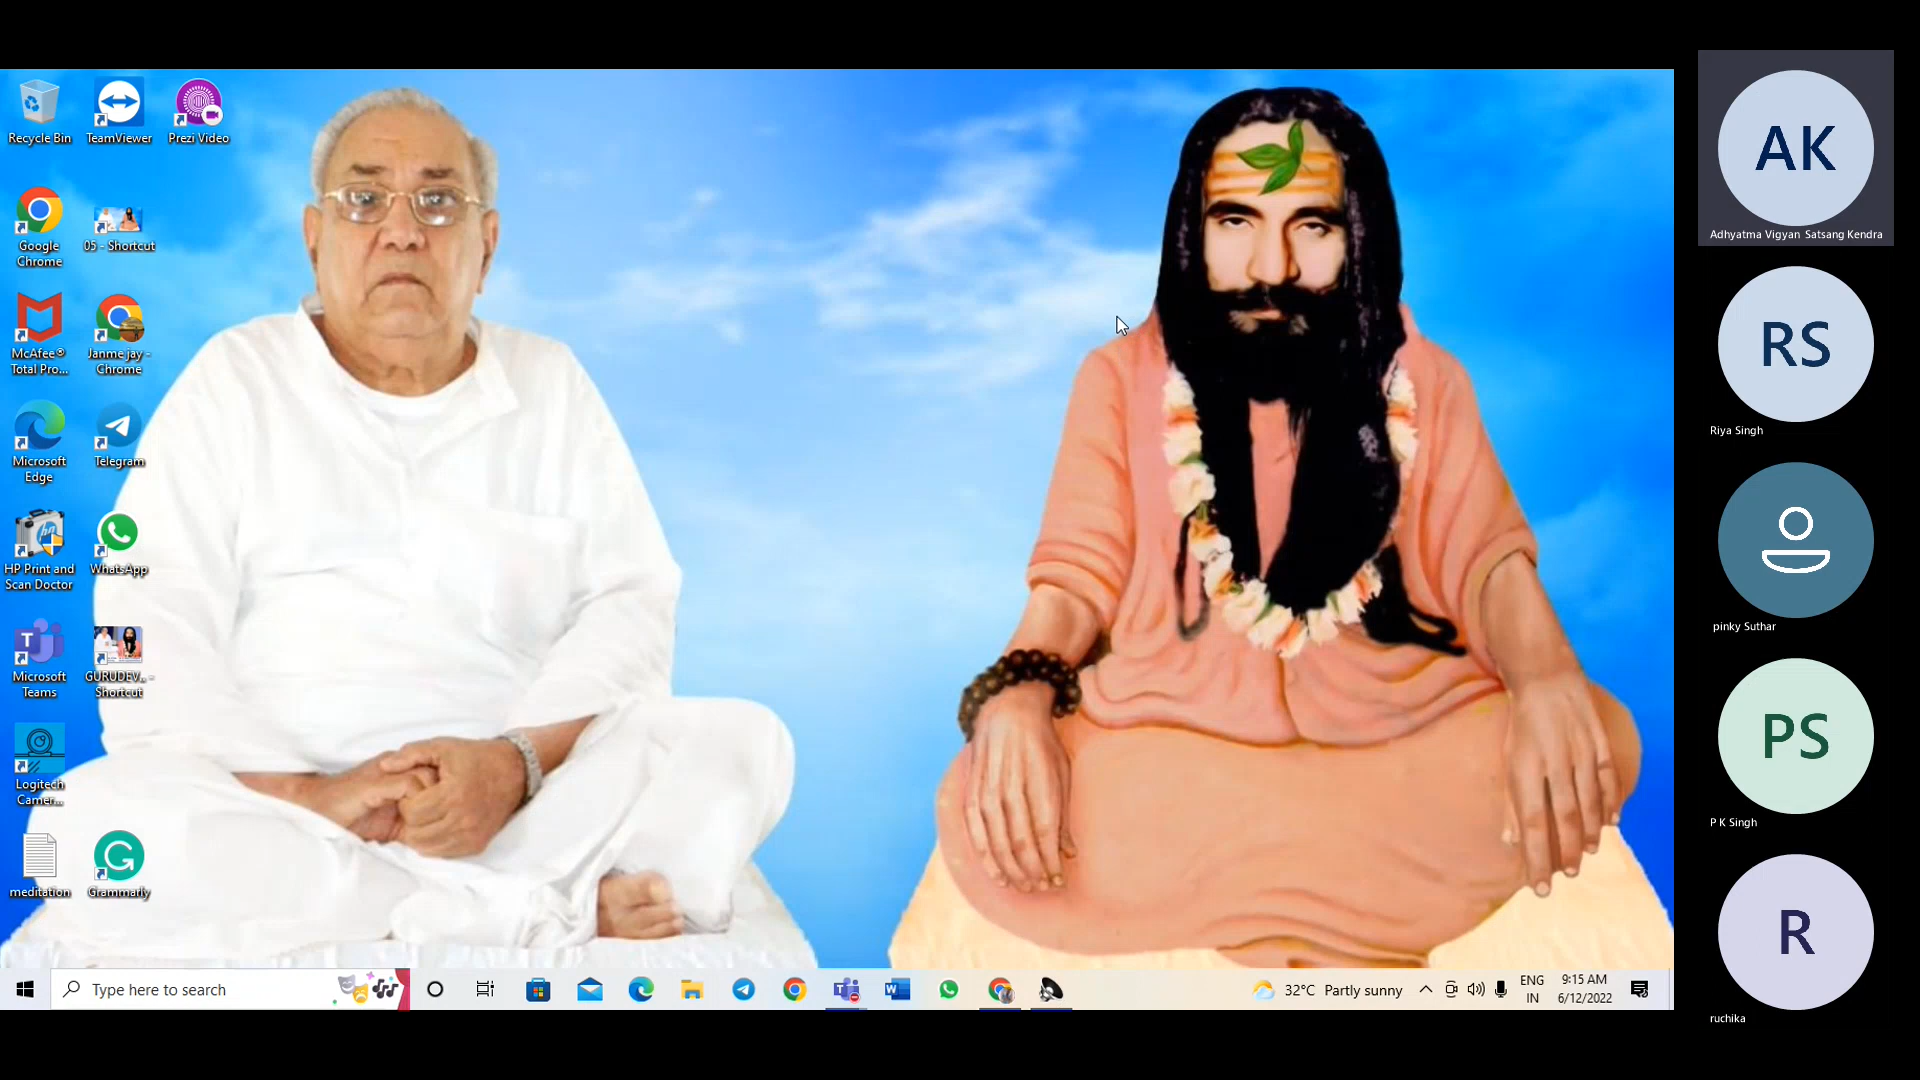 Recycle Bin
TeamViewer
Prezi Video
Google
Chrome
05 - Shortcut
McAfee®
Total Pro...
Janme jay -
Chrome
Microsoft
Edge
Telegram
HP Print and
Scan Doctor
WhatsApp
Microsoft
Teams
GURUDEV... -
Shortcut
Logitech
Camer...
meditation
Grammarly
Type here to search
32°C Partly sunny
ENG
IN
9:15 AM
6/12/2022
AK
Adhyatma Vigyan Satsang Kendra
RS
Riya Singh
pinky Suthar
PS
P K Singh
R
ruchika